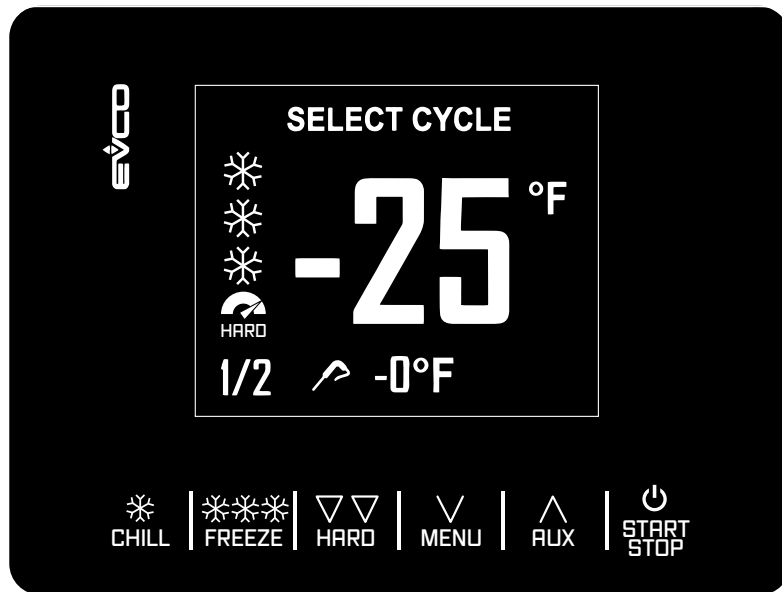 EVCO
SELECT CYCLE
-25 °F
HARD
1/2 -0°F
CHILL FREEZE HARD MENU AUX START
STOP